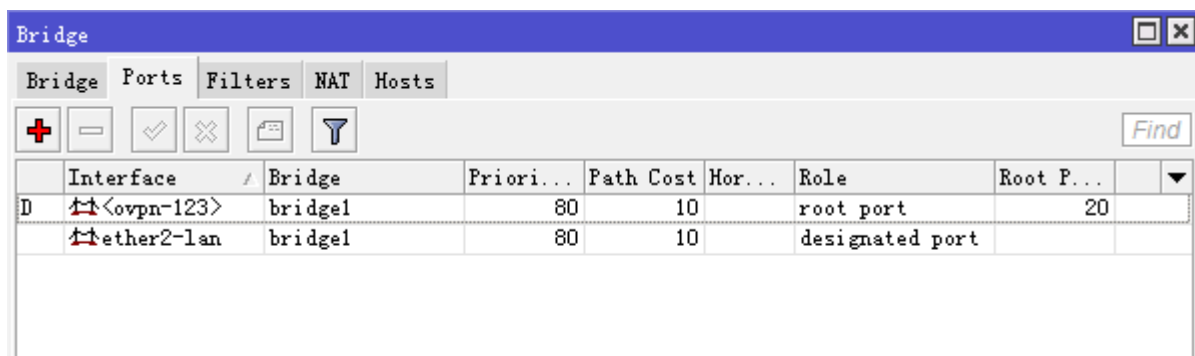 Bridge
Bridge Ports Filters NAT Hosts
Find
Interface Bridge Priori... Path Cost Hor... Role Root P...
D <ovpn-123> bridge1 80 10 root port 20
ether2-lan bridge1 80 10 designated port